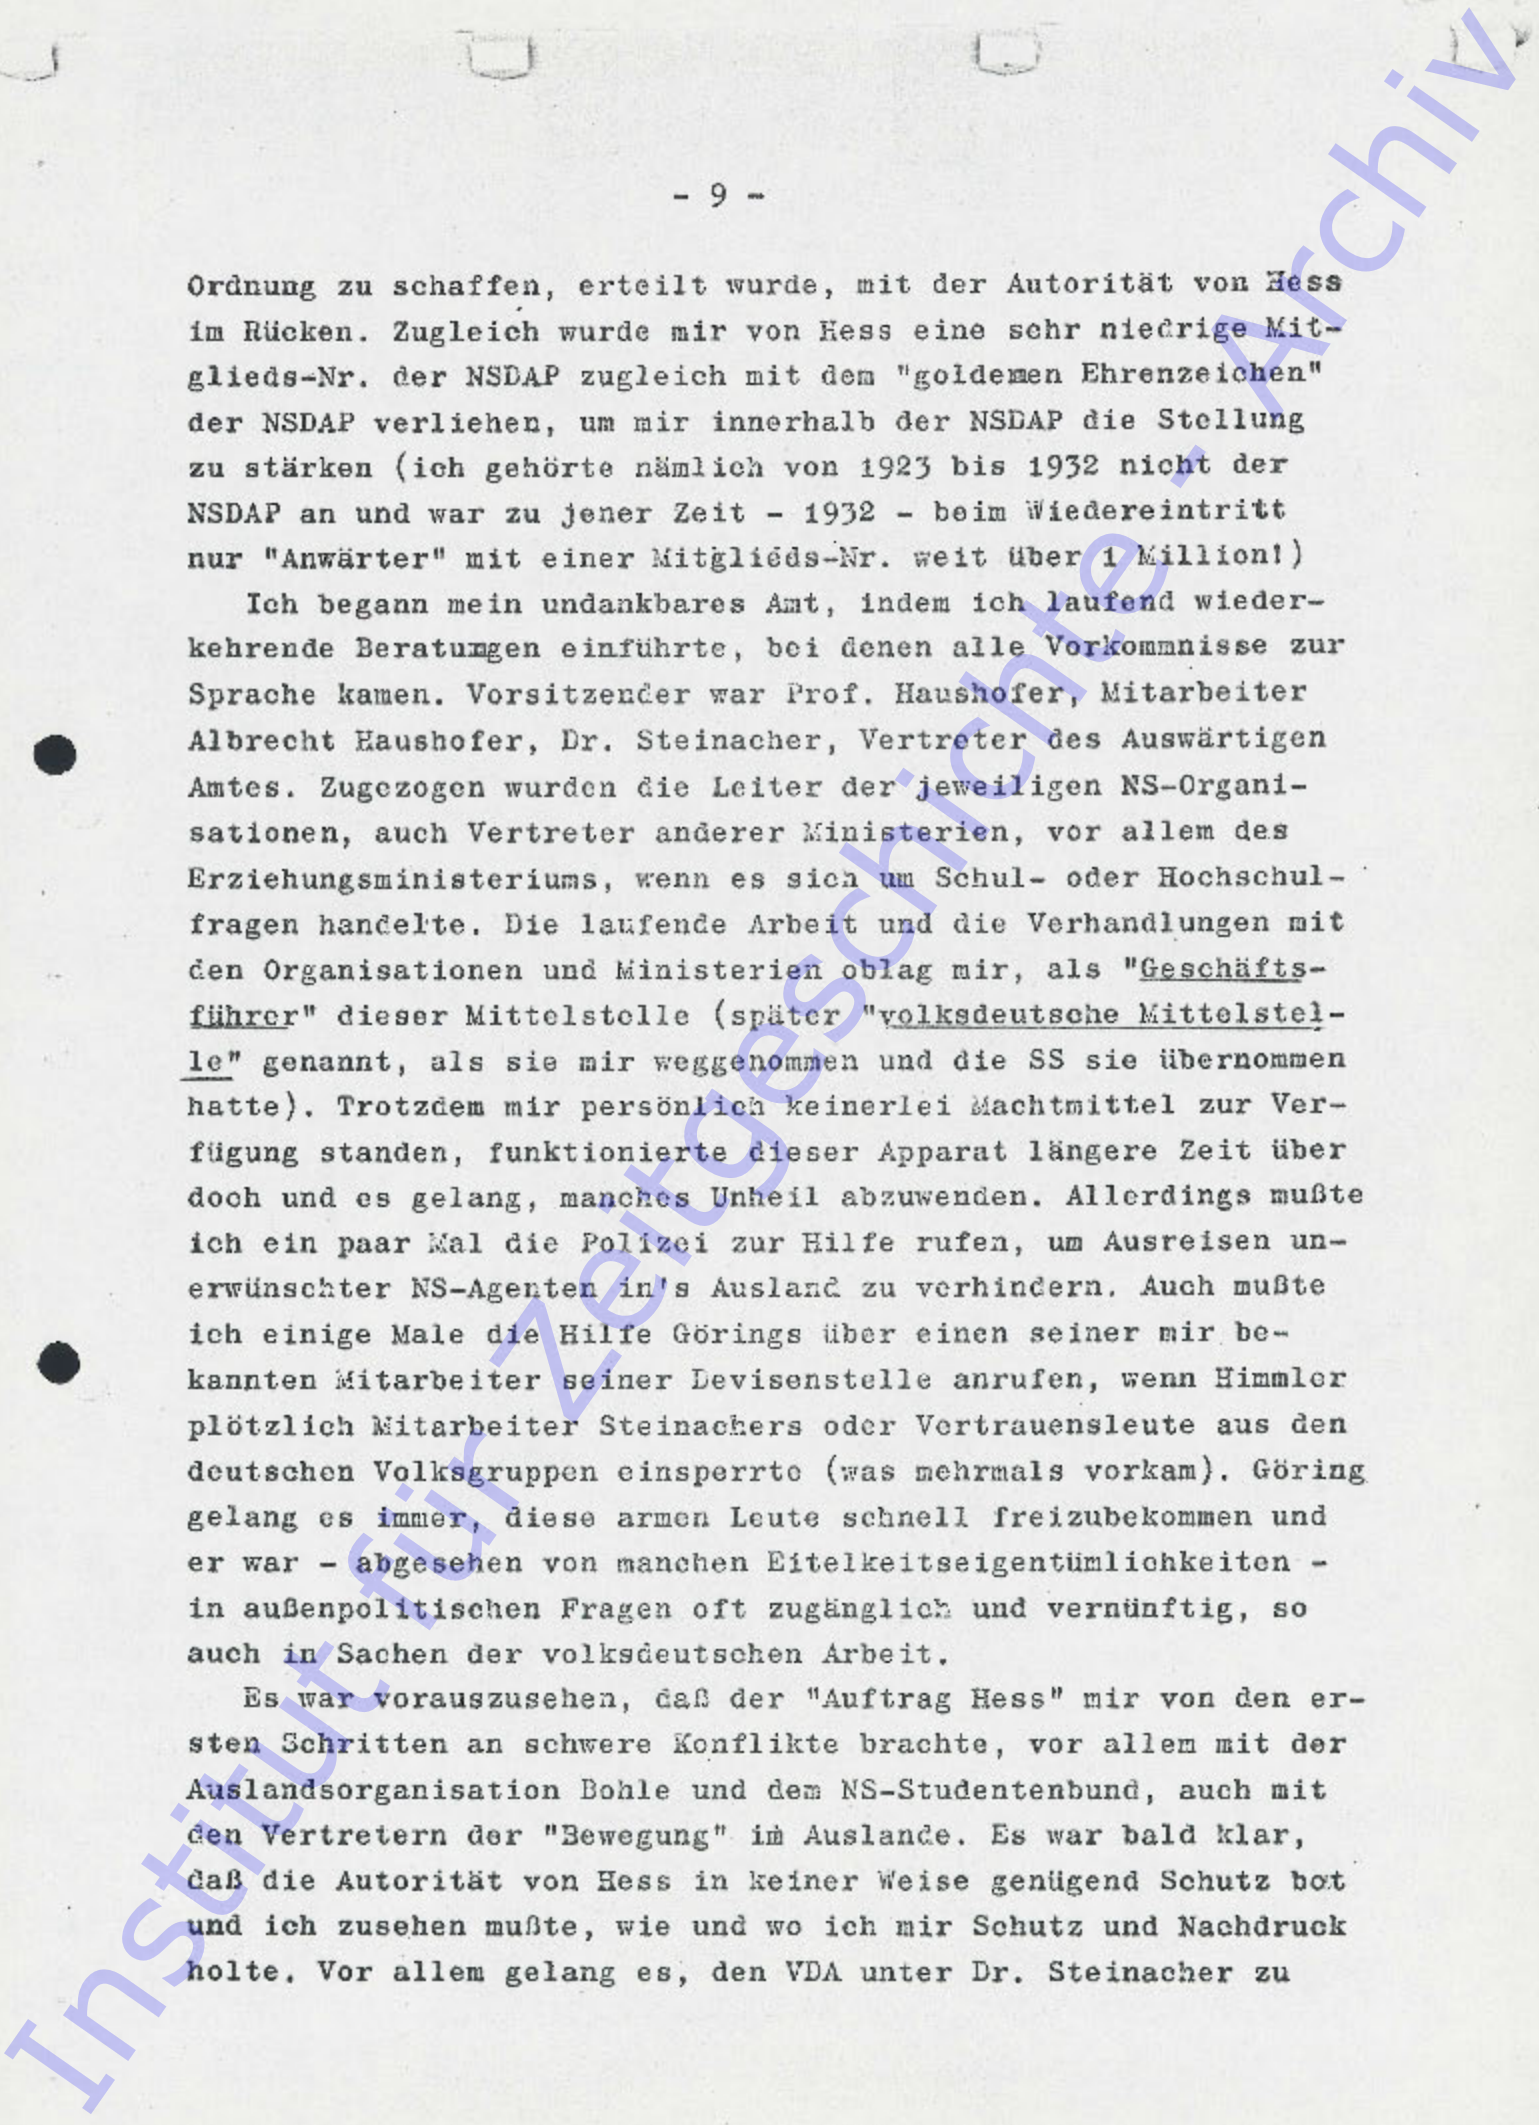 - 9 -
Ordnung zu schaffen, erteilt wurde, mit der Autorität von Hess
im Rücken. Zugleich wurde mir von Hess eine sehr niedrige Mit-
glieds-Nr. der NSDAP zugleich mit dem "goldenen Ehrenzeichen"
der NSDAP verliehen, um mir innerhalb der NSDAP die Stellung
zu stärken (ich gehörte nämlich von 1923 bis 1932 nicht der
NSDAP an und war zu jener Zeit - 1932 - beim Wiedereintritt
nur "Anwärter" mit einer Mitglieds-Nr. weit über 1 Million!)
Ich begann mein undankbares Amt, indem ich laufend wieder-
kehrende Beratungen einführte, bei denen alle Vorkommnisse zur
Sprache kamen. Vorsitzender war Prof. Haushofer, Mitarbeiter
Albrecht Haushofer, Dr. Steinacher, Vertreter des Auswärtigen
Amtes. Zugezogen wurden die Leiter der jeweiligen NS-Organi-
sationen, auch Vertreter anderer Ministerien, vor allem des
Erziehungsministeriums, wenn es sich um Schul- oder Hochschul-
fragen handelte. Die laufende Arbeit und die Verhandlungen mit
den Organisationen und Ministerien oblag mir, als "Geschäfts-
führer" dieser Mittelstelle (später "volksdeutsche Mittelstel-
le" genannt, als sie mir weggenommen und die SS sie übernommen
hatte). Trotzdem mir persönlich keinerlei Machtmittel zur Ver-
fügung standen, funktionierte dieser Apparat längere Zeit über
doch und es gelang, manches Unheil abzuwenden. Allerdings mußte
ich ein paar Mal die Polizei zur Hilfe rufen, um Ausreisen un-
erwünschter NS-Agenten in's Ausland zu verhindern. Auch mußte
ich einige Male die Hilfe Görings über einen seiner mir be-
kannten Mitarbeiter seiner Devisenstelle anrufen, wenn Himmler
plötzlich Mitarbeiter Steinachers oder Vertrauensleute aus den
deutschen Volksgruppen einsperrte (was mehrmals vorkam). Göring
gelang es immer, diese armen Leute schnell freizubekommen und
er war - abgesehen von manchen Eitelkeitseigentümlichkeiten -
in außenpolitischen Fragen oft zugänglich und vernünftig, so
auch in Sachen der volksdeutschen Arbeit.
Es war vorauszusehen, daß der "Auftrag Hess" mir von den er-
sten Schritten an schwere Konflikte brachte, vor allem mit der
Auslandsorganisation Bohle und dem NS-Studentenbund, auch mit
den Vertretern der "Bewegung" im Auslande. Es war bald klar,
daß die Autorität von Hess in keiner Weise genügend Schutz bot
und ich zusehen mußte, wie und wo ich mir Schutz und Nachdruck
holte. Vor allem gelang es, den VDA unter Dr. Steinacher zu
Institut für Zeitgeschichte - Archiv